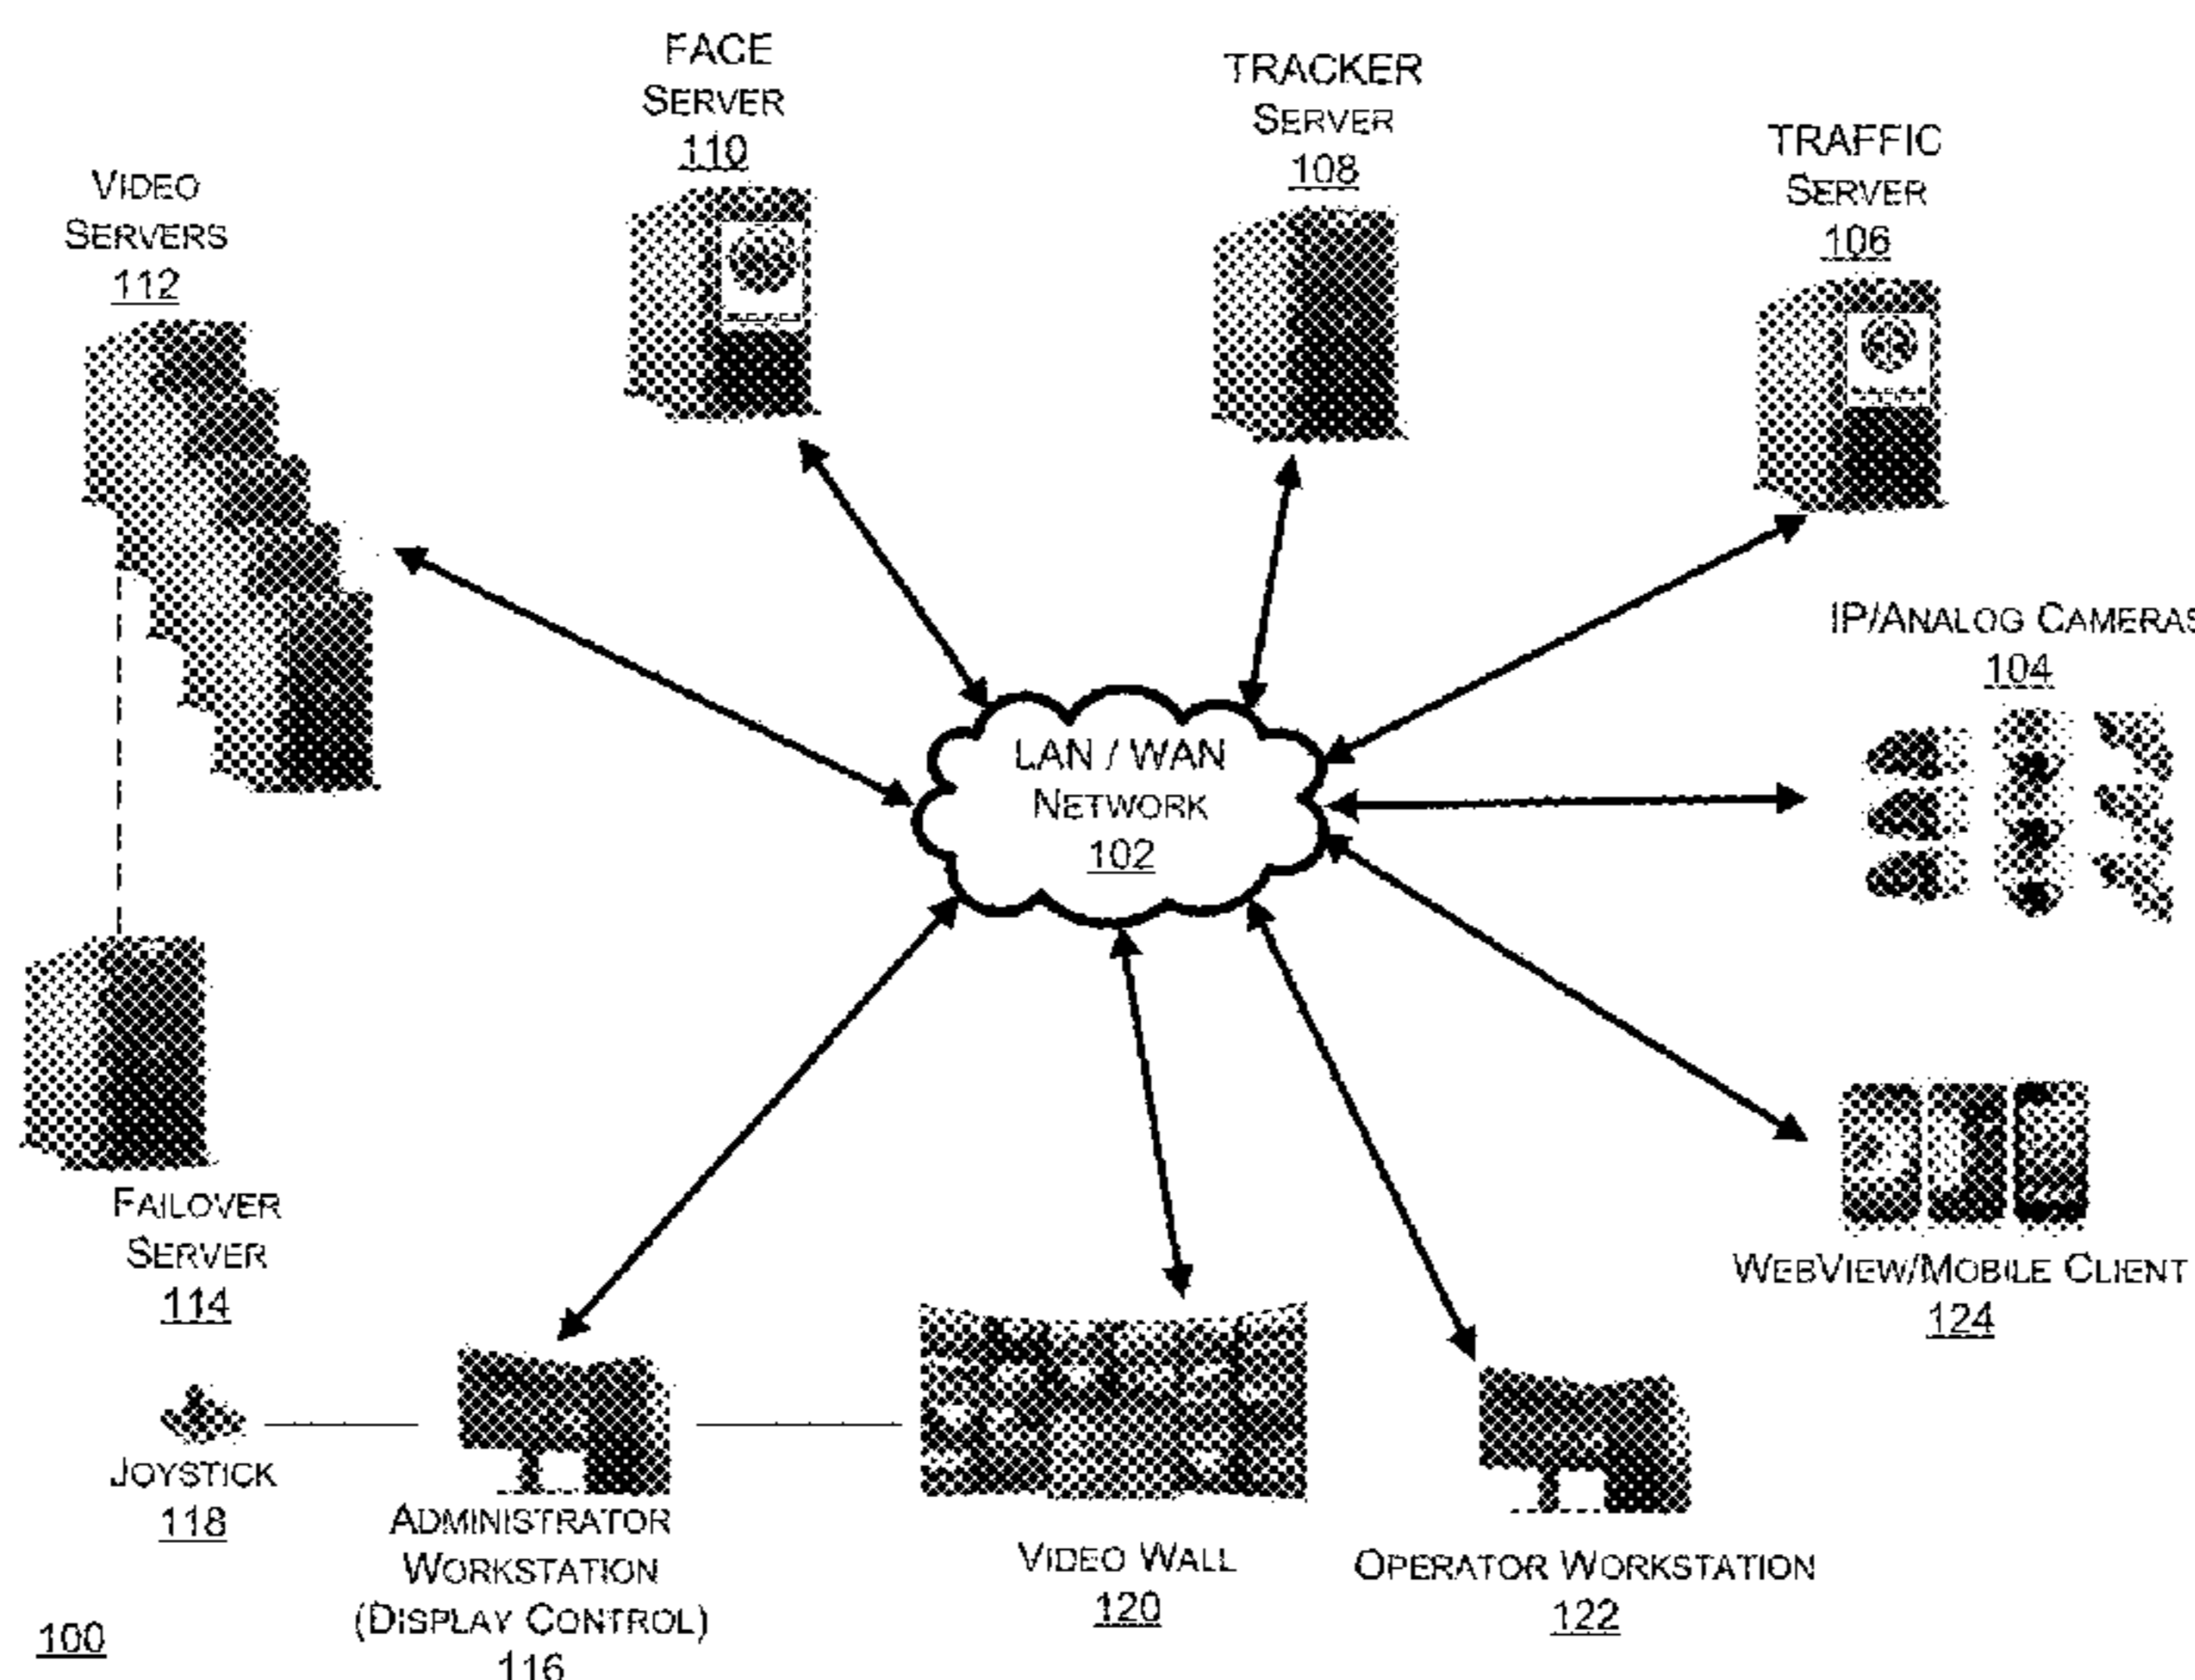 FACE
SERVER
110
TRACKER
SERVER
108
TRAFFIC
SERVER
106
VIDEO
SERVERS
112
IP/ANALOG CAMERAS
104
LAN / WAN
NETWORK
102
FAILOVER
SERVER
114
WEBVIEW/MOBILE CLIENT
124
JOYSTICK
118
ADMINISTRATOR
WORKSTATION
(DISPLAY CONTROL)
116
VIDEO WALL
120
OPERATOR WORKSTATION
122
100